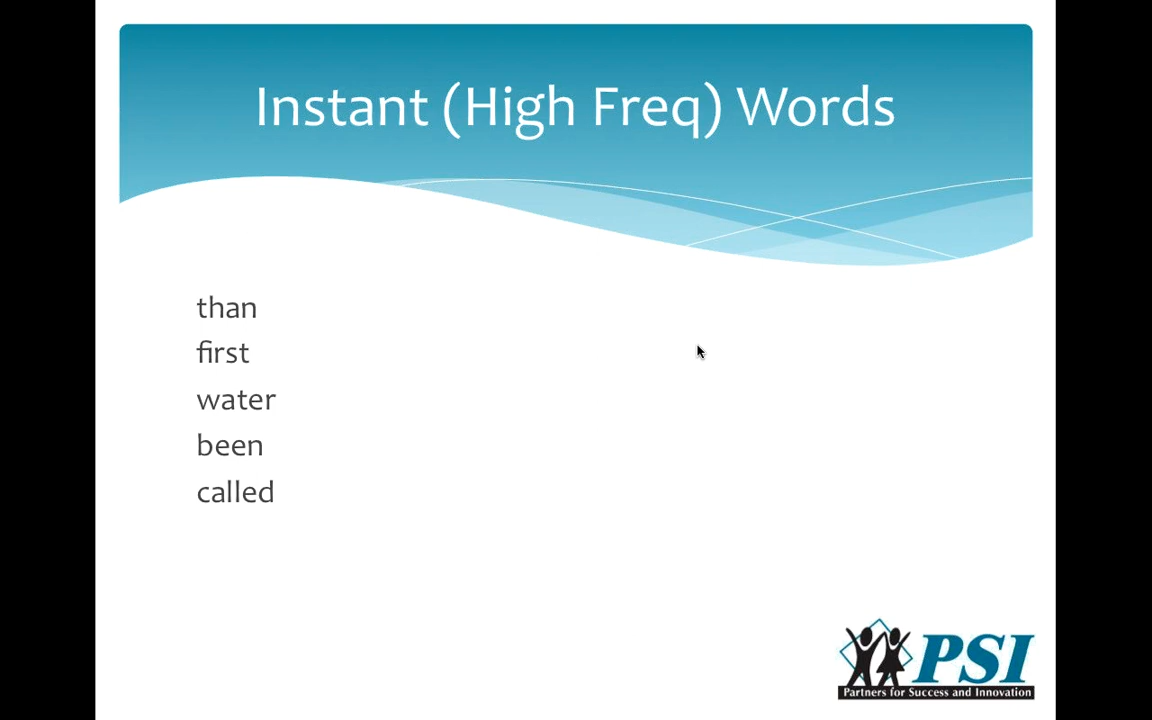 Instant (High Freq) Words
than
first
water
been
called
PSI
Partners for Success and Innovation